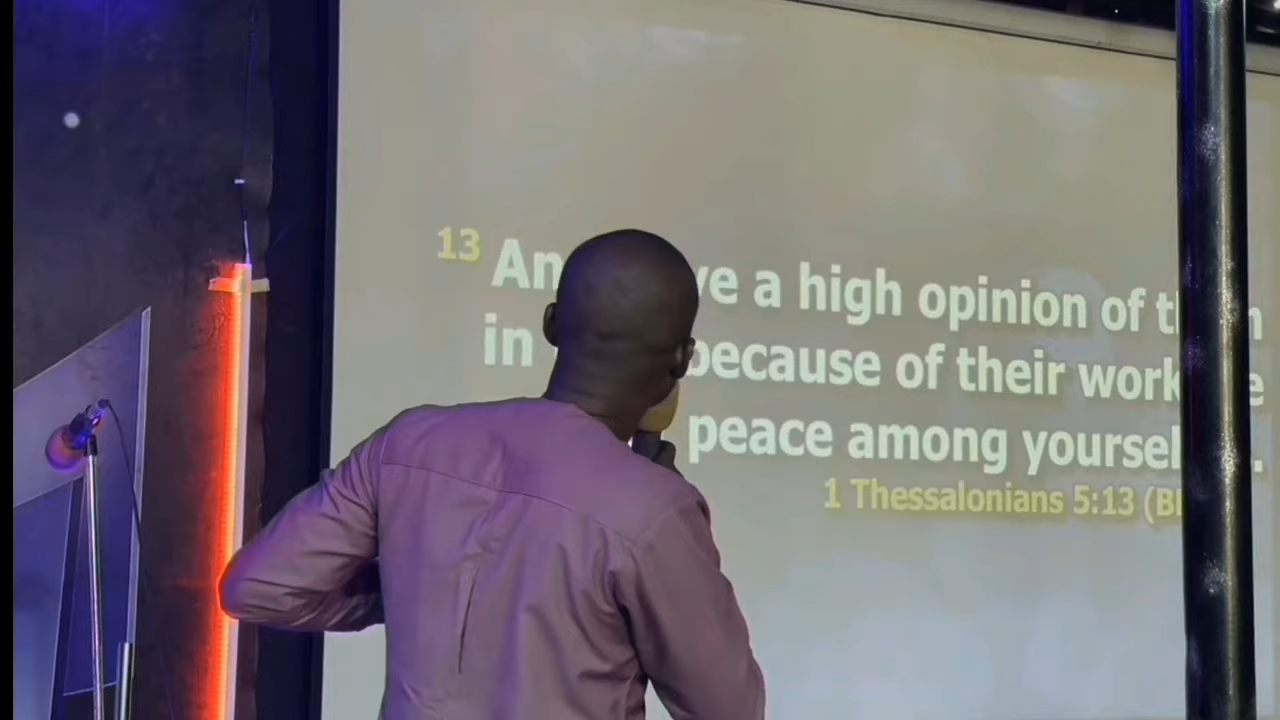 13 An ve a high opinion of t
in because of their work
peace among yoursel .
1 Thessalonians 5:13 (B